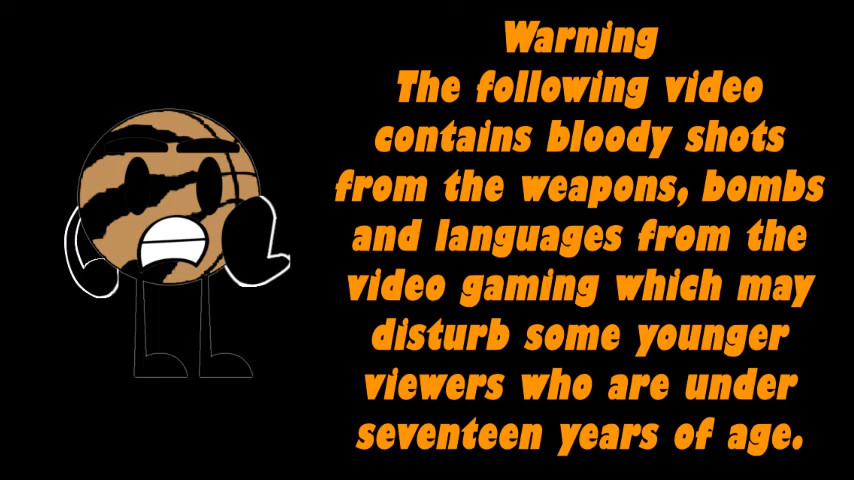 Warning
The following video
contains bloody shots
from the weapons, bombs
and languages from the
video gaming which may
disturb some younger
viewers who are under
seventeen years of age.